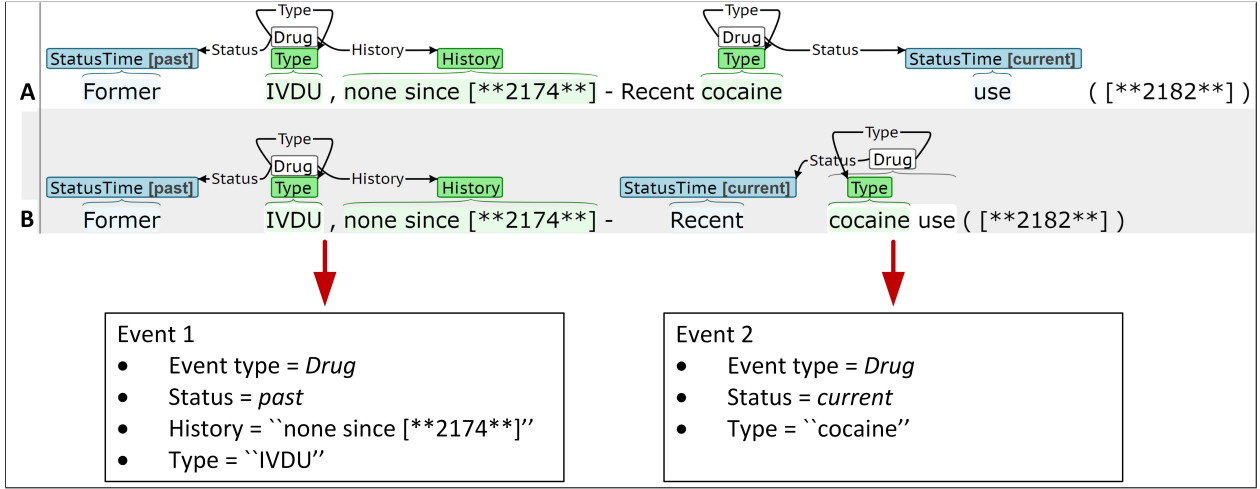 Type Type
Drug Drug
StatusTime [past] Status Type History History Type Status StatusTime [current]
A Former IVDU , none since [**2174**] - Recent cocaine use ( [**2182**] )
Type Type
Drug Status Drug
StatusTime [past] Status Type History History StatusTime [current] Type
B Former IVDU , none since [**2174**] - Recent cocaine use ( [**2182**] )
Event 1
• Event type = Drug
• Status = past
• History = ``none since [**2174**]’’
• Type = ``IVDU’’
Event 2
• Event type = Drug
• Status = current
• Type = ``cocaine’’